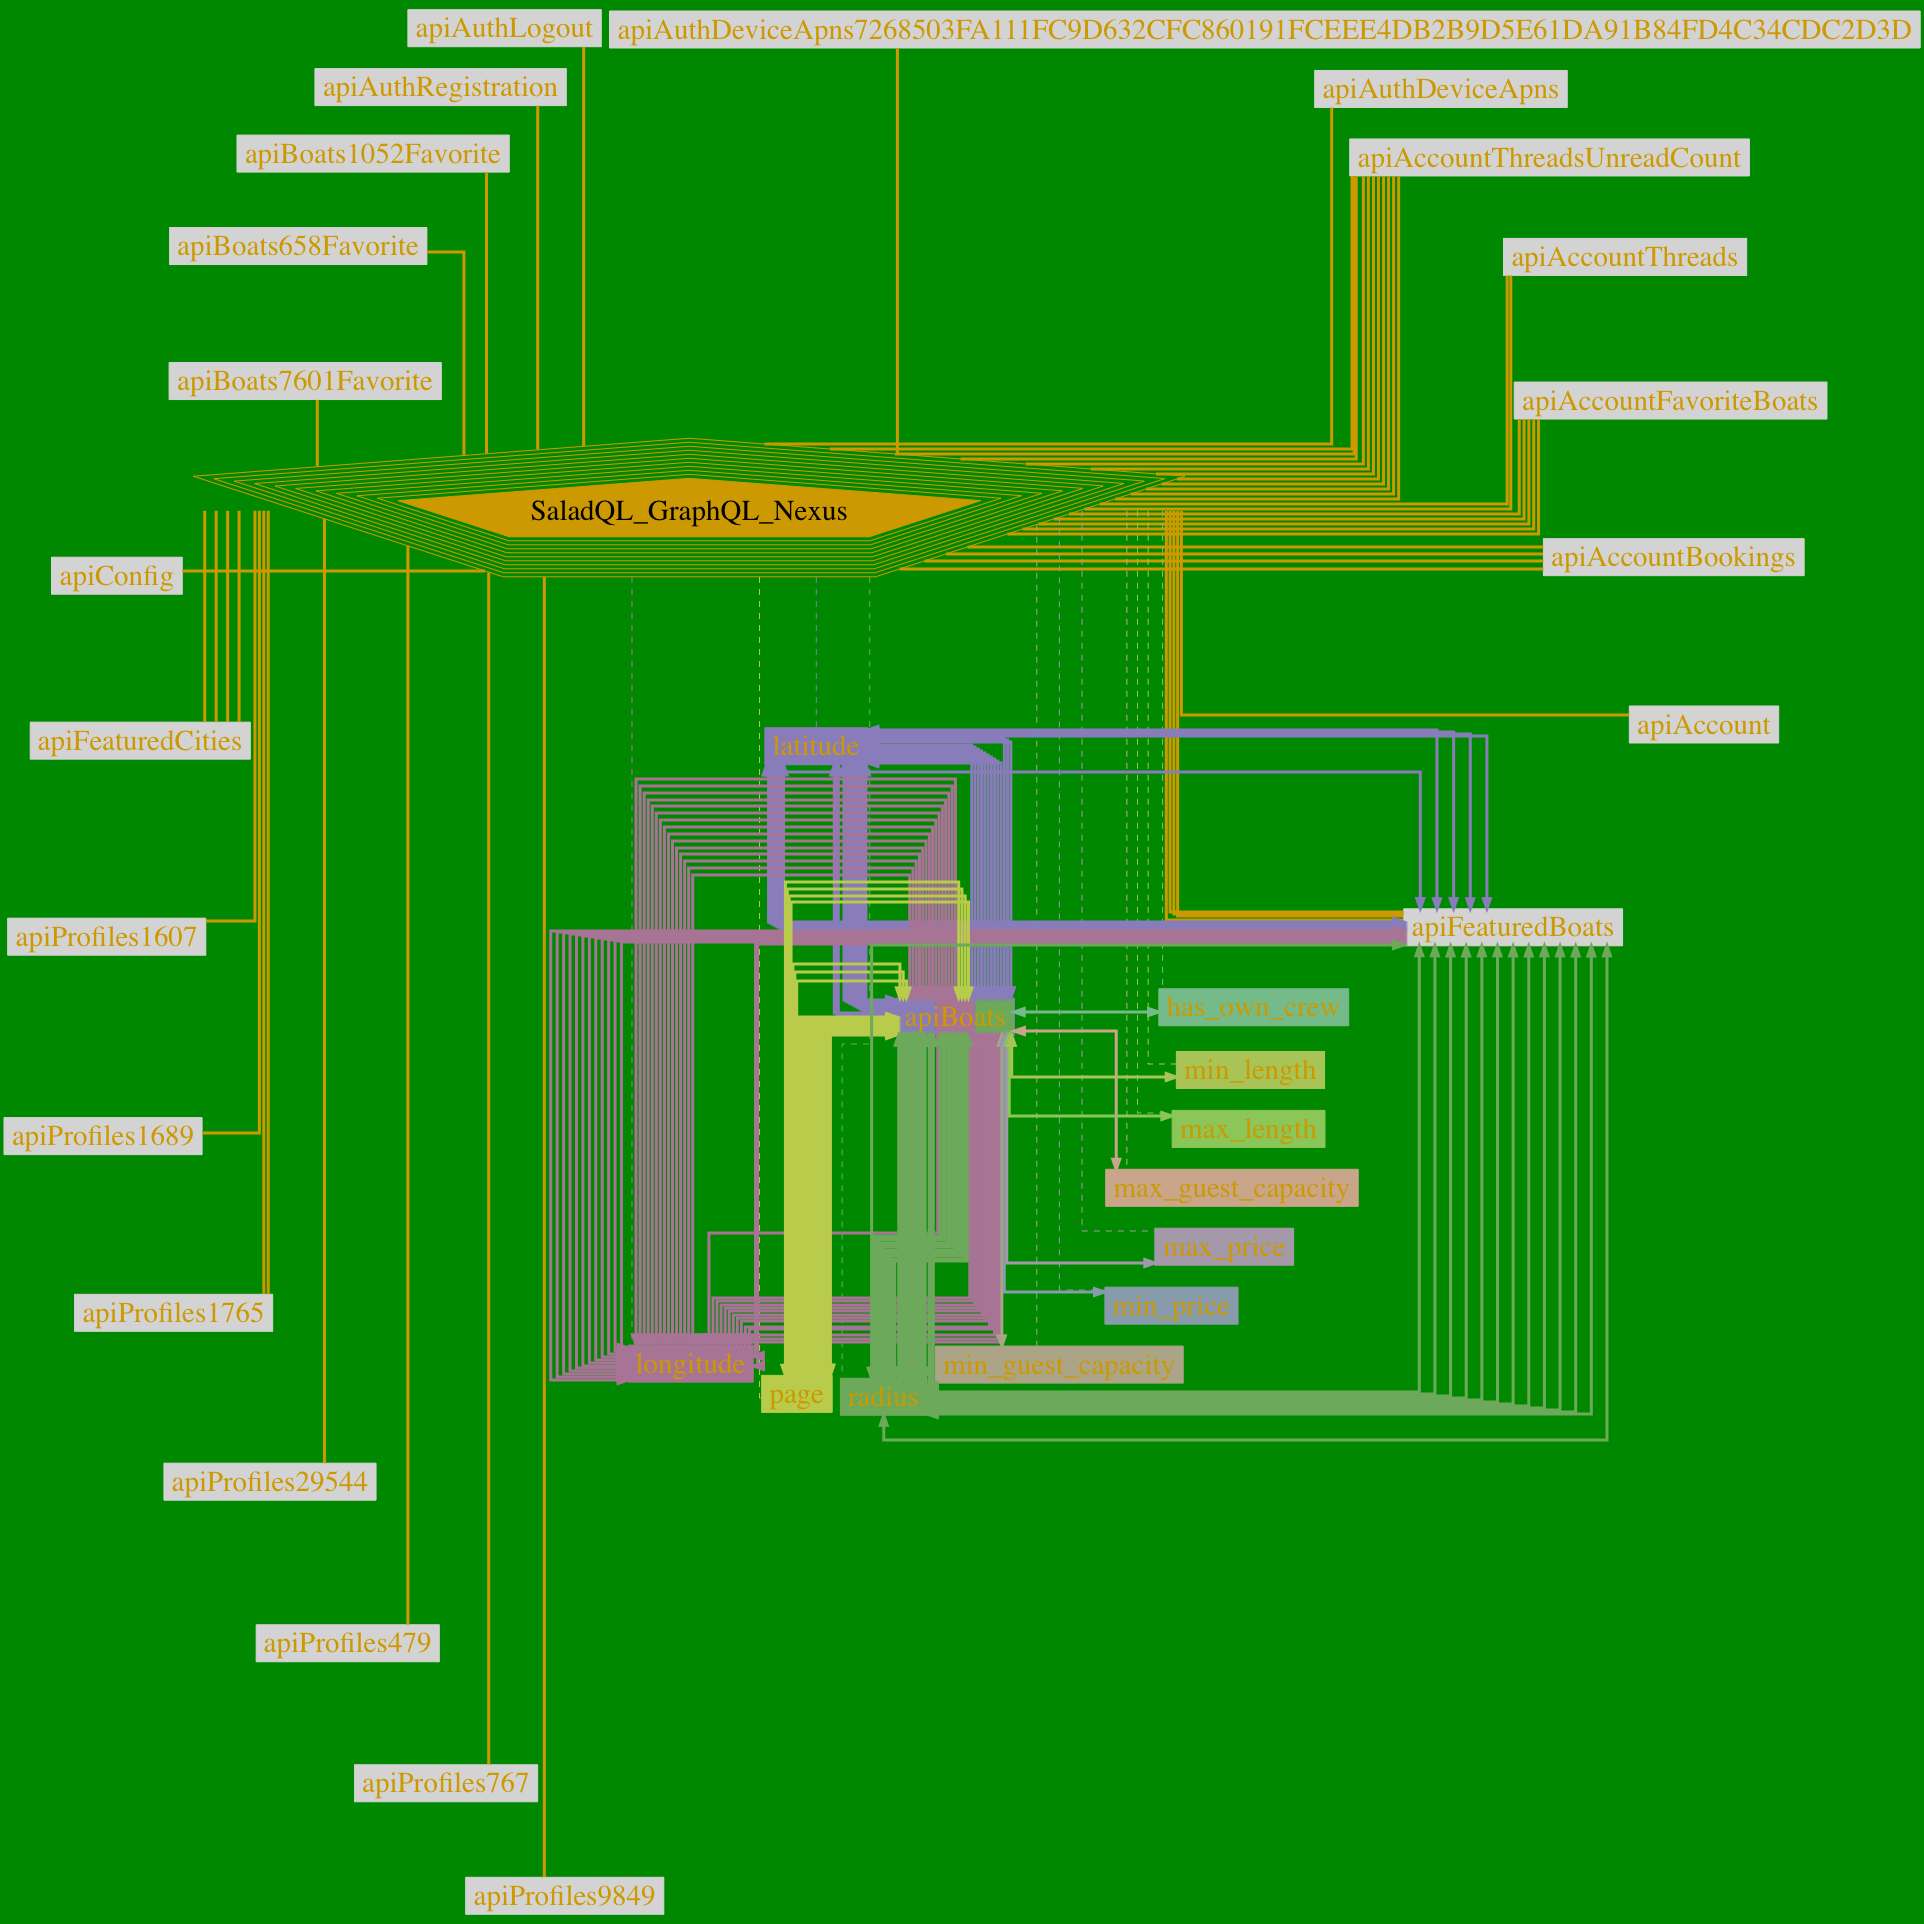 apiAuthLogout
apiAuthDeviceApns7268503FA111FC9D632CFC860191FCEEE4DB2B9D5E61DA91B84FD4C34CDC2D3D
apiAuthRegistration
apiAuthDeviceApns
apiBoats1052Favorite
apiAccountThreadsUnreadCount
apiBoats658Favorite
apiAccountThreads
apiBoats7601Favorite
apiAccountFavoriteBoats
SaladQL_GraphQL_Nexus
apiAccountBookings
apiConfig
apiAccount
apiFeaturedCities
latitude
apiFeaturedBoats
apiProfiles1607
has_own_crew
apiBoats
min_length
max_length
apiProfiles1689
max_guest_capacity
max_price
min_price
apiProfiles1765
longitude
min_guest_capacity
page
radius
apiProfiles29544
apiProfiles479
apiProfiles767
apiProfiles9849